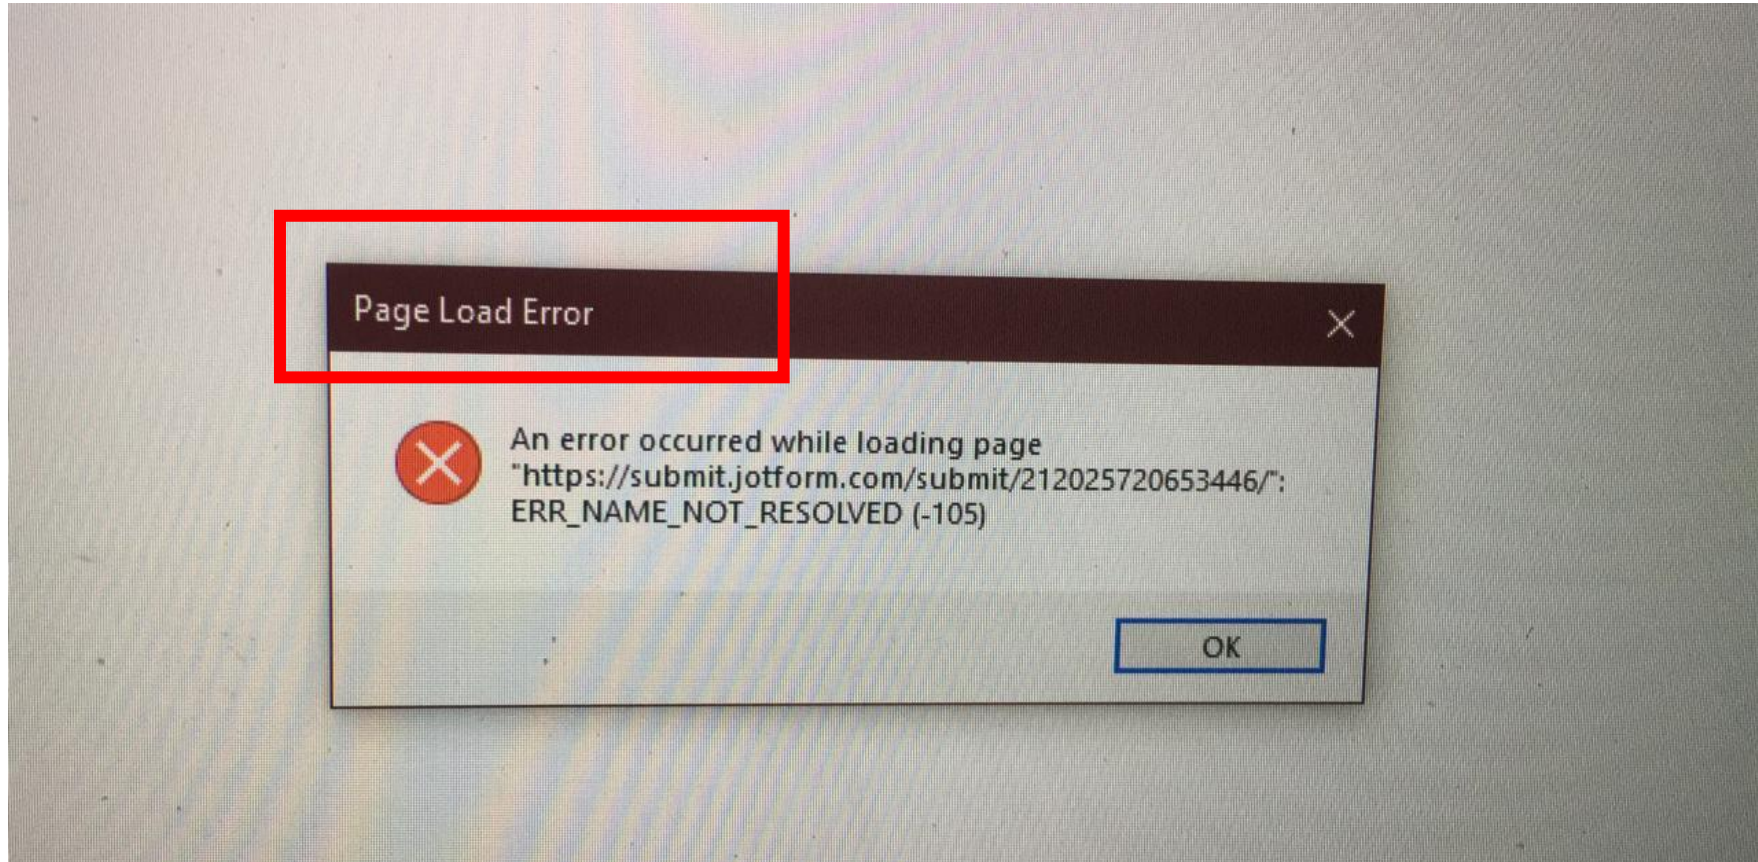 Page Load Error
An error occurred while loading page
"https://submit.jotform.com/submit/212025720653446/":
ERR_NAME_NOT_RESOLVED (-105)
OK